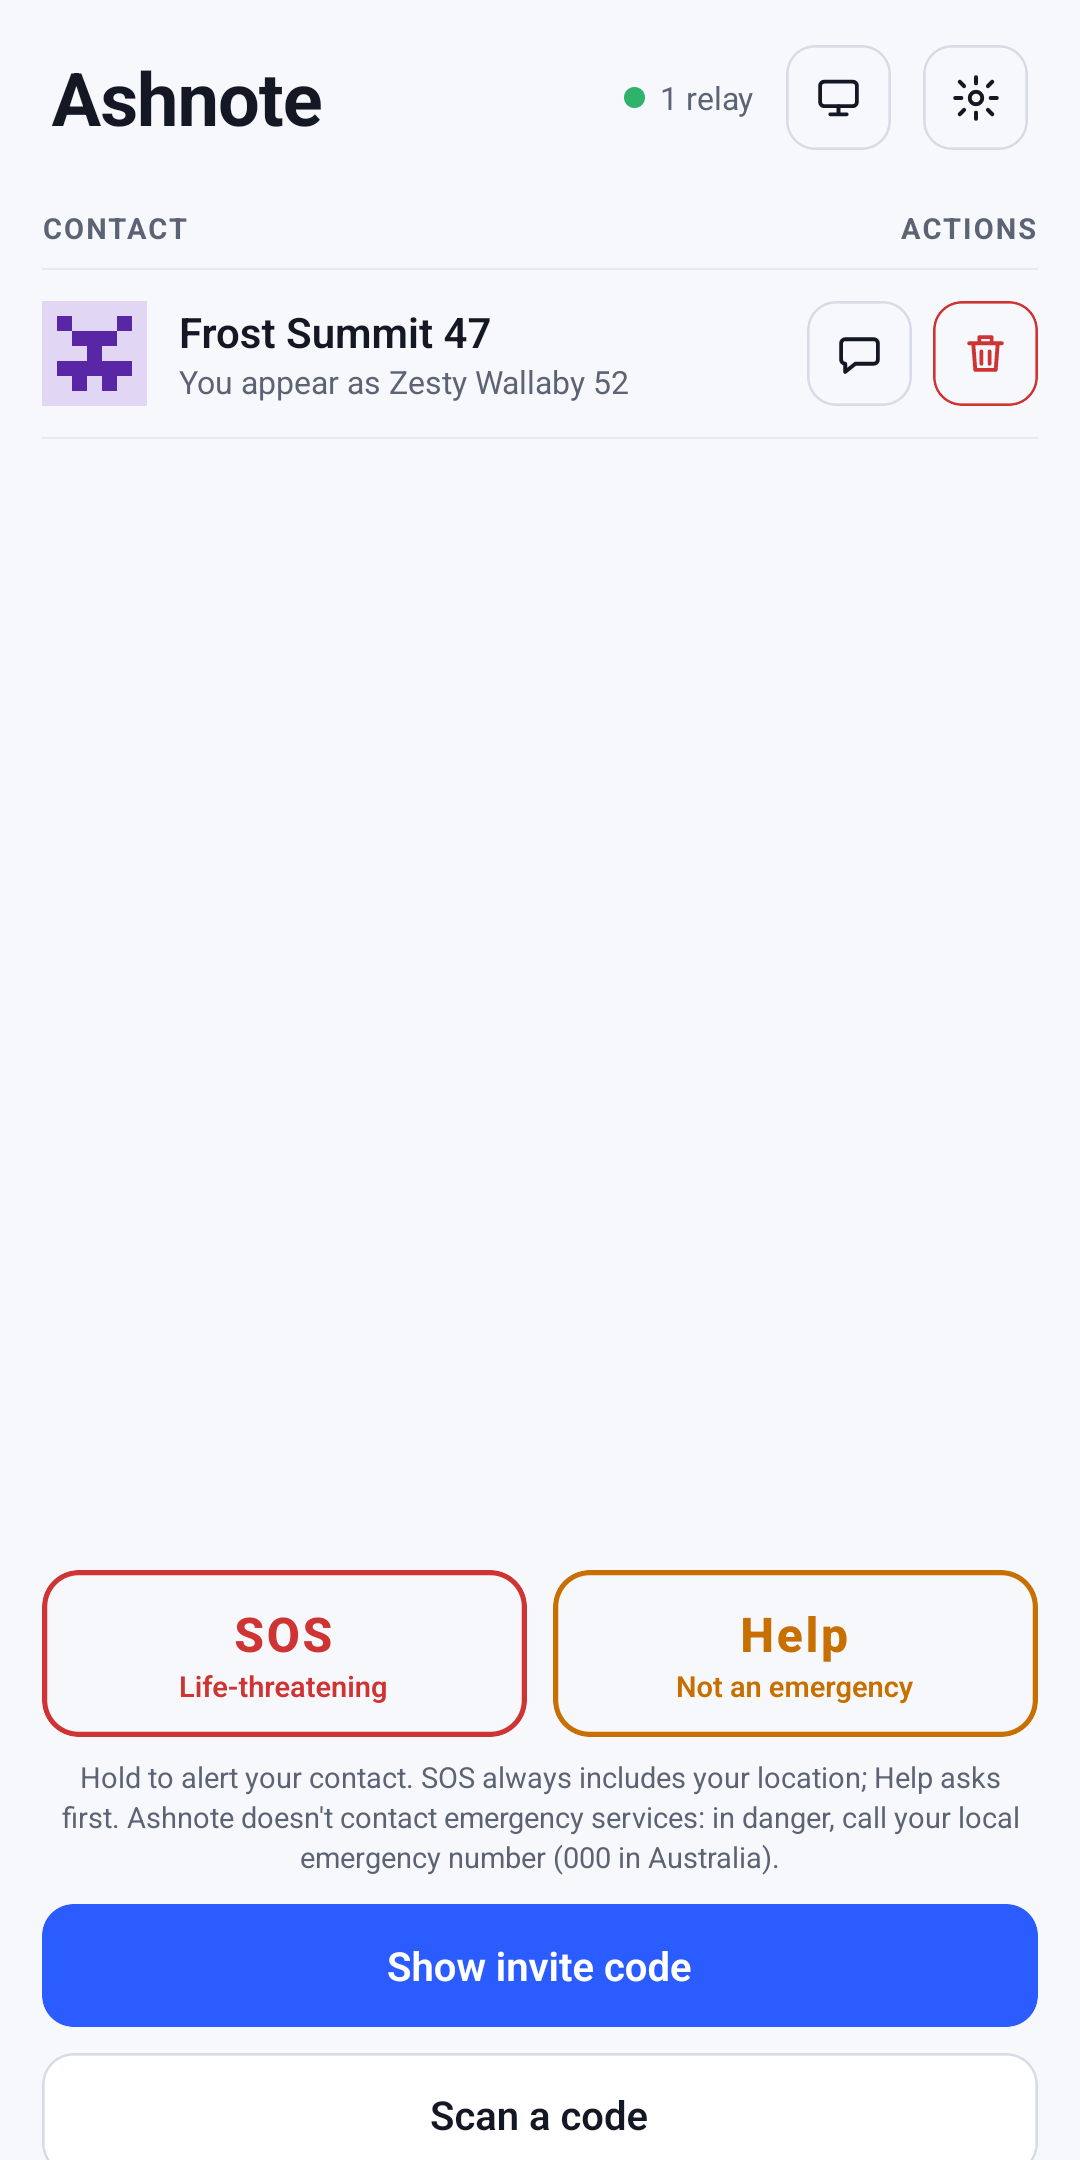 Ashnote
1 relay
CONTACT
ACTIONS
Frost Summit 47
You appear as Zesty Wallaby 52
SOS
Life-threatening
Help
Not an emergency
Hold to alert your contact. SOS always includes your location; Help asks
first. Ashnote doesn't contact emergency services: in danger, call your local
emergency number (000 in Australia).
Show invite code
Scan a code